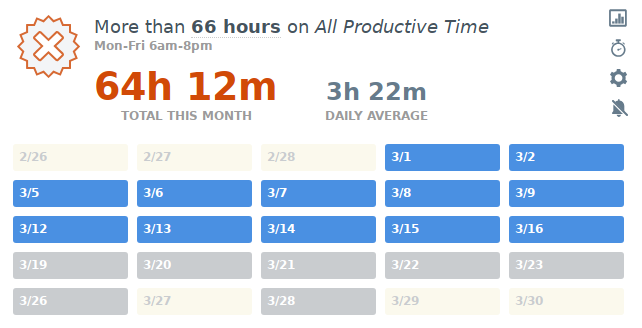 More than 66 hours on All Productive Time
Mon-Fri 6am-8pm
64h 12m 3h 22m
TOTAL THIS MONTH DAILY AVERAGE
2/26 2/27 2/28 3/1 3/2
3/5 3/6 3/7 3/8 3/9
3/12 3/13 3/14 3/15 3/16
3/19 3/20 3/21 3/22 3/23
3/26 3/27 3/28 3/29 3/30